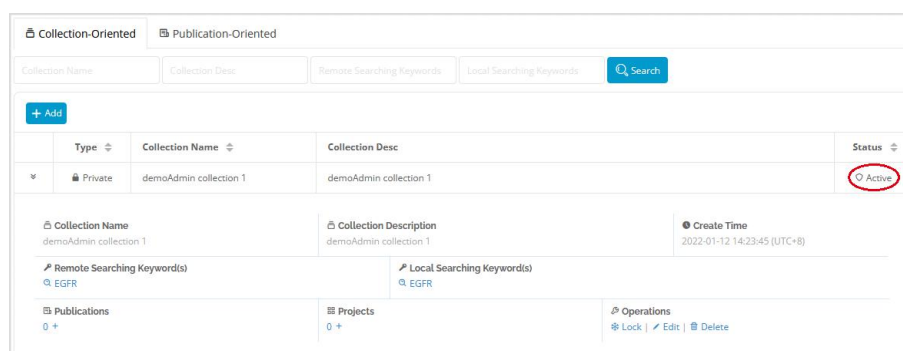 Collection-Oriented Publication-Oriented
Collection Name Collection Desc Remote Searching Keywords Local Searching Keywords Search
+ Add
Type Collection Name Collection Desc Status
Private demoAdmin collection 1 demoAdmin collection 1 Active
Collection Name Collection Description Create Time
demoAdmin collection 1 demoAdmin collection 1 2022-01-12 14:23:45 (UTC+8)
Remote Searching Keyword(s) Local Searching Keyword(s)
EGFR EGFR
Publications Projects Operations
0 + 0 + Lock | Edit | Delete